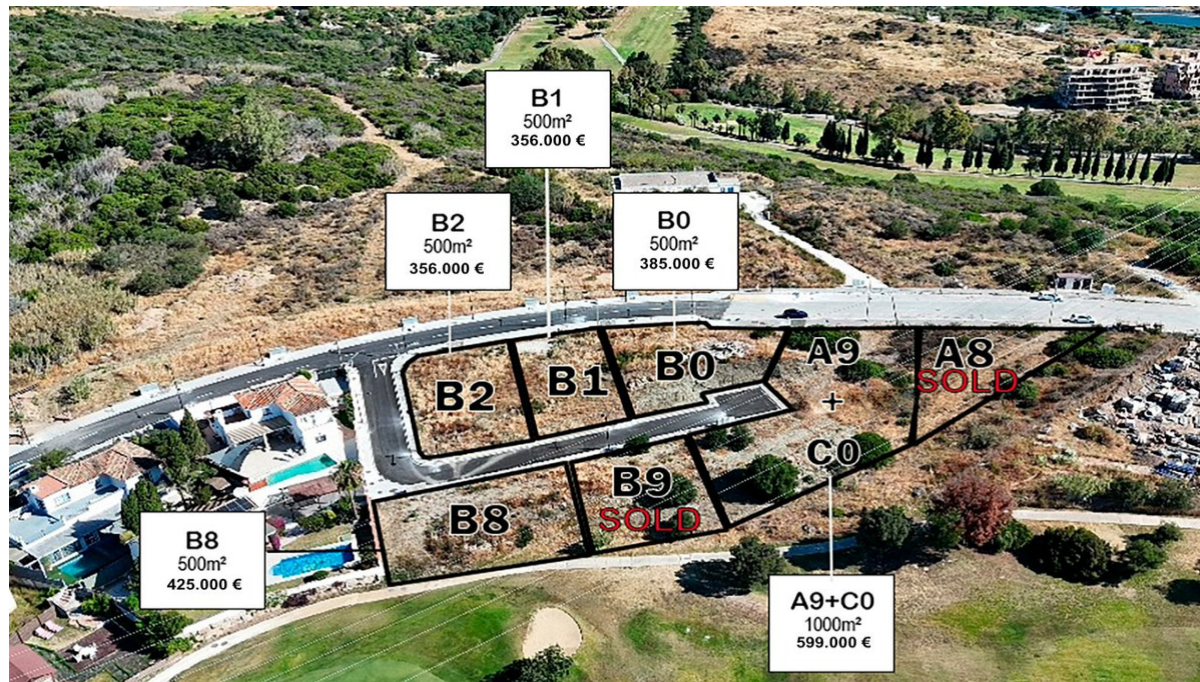 B1
500m²
356.000 €
B2
500m²
356.000 €
B0
500m²
385.000 €
B2
B1
B0
A9
+
C0
A8
SOLD
B8
B9
SOLD
B8
500m²
425.000 €
A9+C0
1000m²
599.000 €